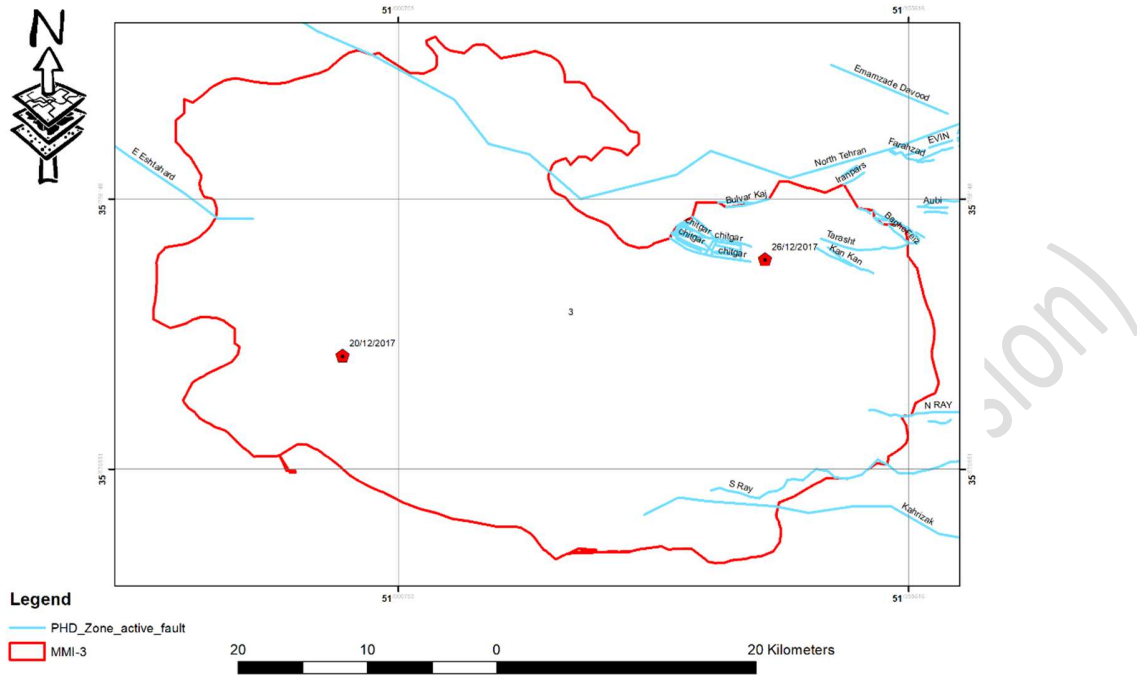 N
51
51
Emamzade Davood
EVIN
Farahzad
North Tehran
Iranpars
E Eshtahard
35
35
Bulvar Kaj
Aubi
chitgar chitgar
chitgar
chitgar
Tarasht
Kan Kan
26/12/2017
3
20/12/2017
N RAY
sion)
35
35
S Ray
Kahrizak
51
51
Legend
PHD_Zone_active_fault
MMI-3
20 10 0 20 Kilometers